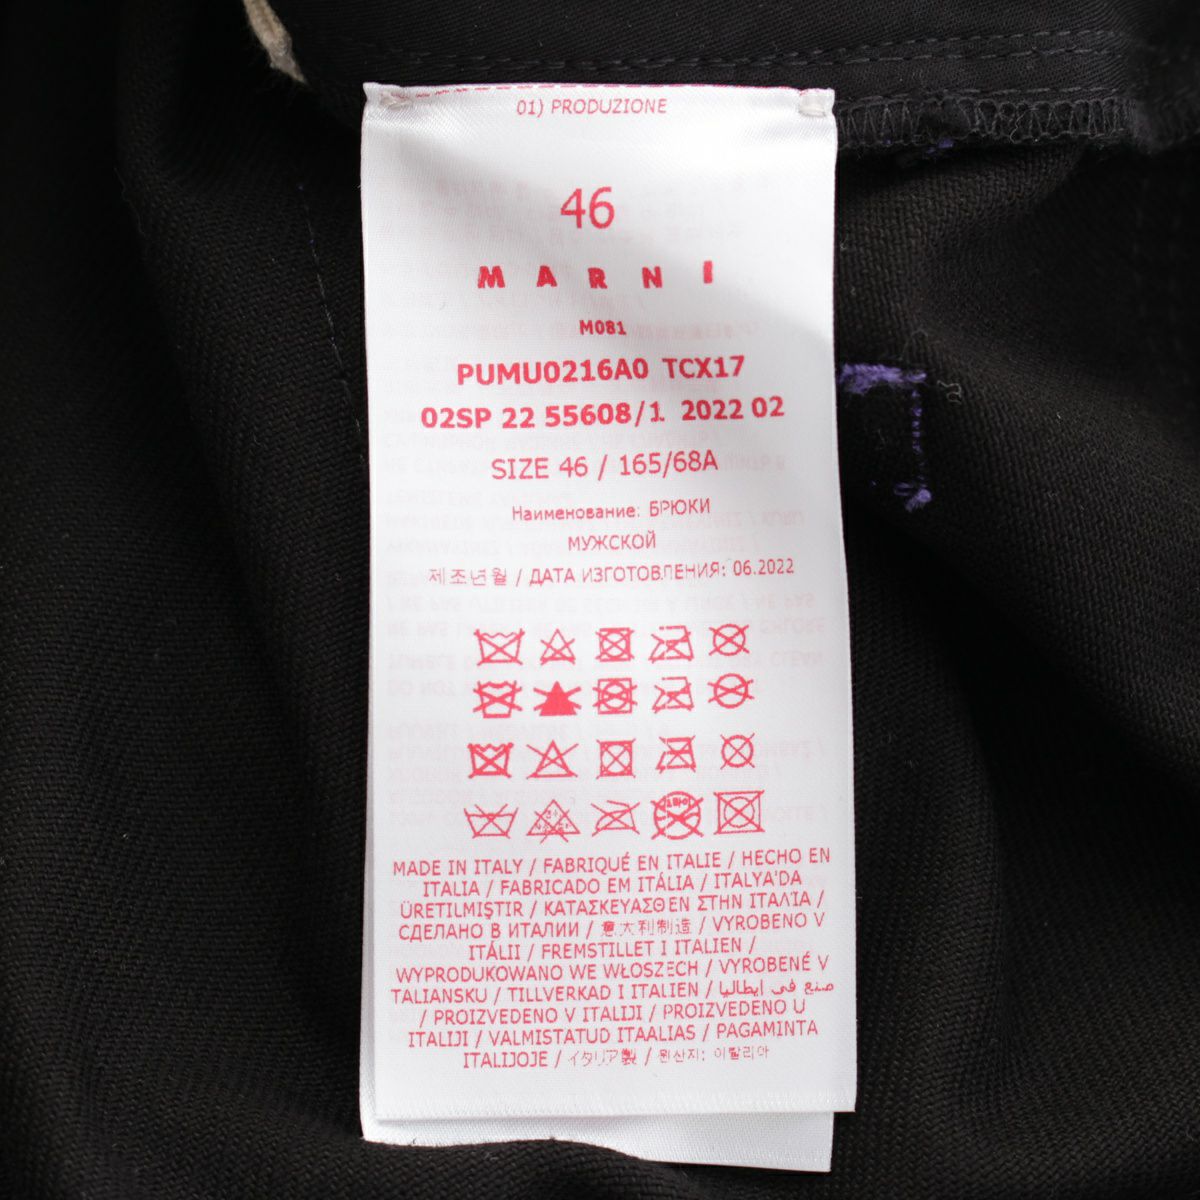 01) PRODUZIONE
46
MARNI
M081
PUMU0216A0 TCX17
02SP 22 55608/1 2022 02
SIZE 46 / 165/68A
Наименование: БРЮКИ
МУЖСКОЙ
제조년월 / ДАТА ИЗГОТОВЛЕНИЯ: 06.2022
MADE IN ITALY / FABRIQUÉ EN ITALIE / HECHO EN
ITALIA / FABRICADO EM ITÁLIA / ITALYA'DA
ÜRETILMIŞTIR / ΚΑΤΑΣΚΕΥΑΣΘΕΝ ΣΤΗΝ ΙΤΑΛΊΑ /
СДЕЛАНО В ИТАЛИИ / 意大利制造 / VYROBENO V
ITÁLII / FREMSTILLET I ITALIEN /
WYPRODUKOWANO WE WŁOSZECH / VYROBENÉ V
TALIANSKU / TILLVERKAD I ITALIEN / صنع في ايطاليا
/ PROIZVEDENO V ITALIJI / PROIZVEDENO U
ITALIJI / VALMISTATUD ITAALIAS / PAGAMINTA
ITALIJOJE / イタリア製 / 원산지: 이탈리아